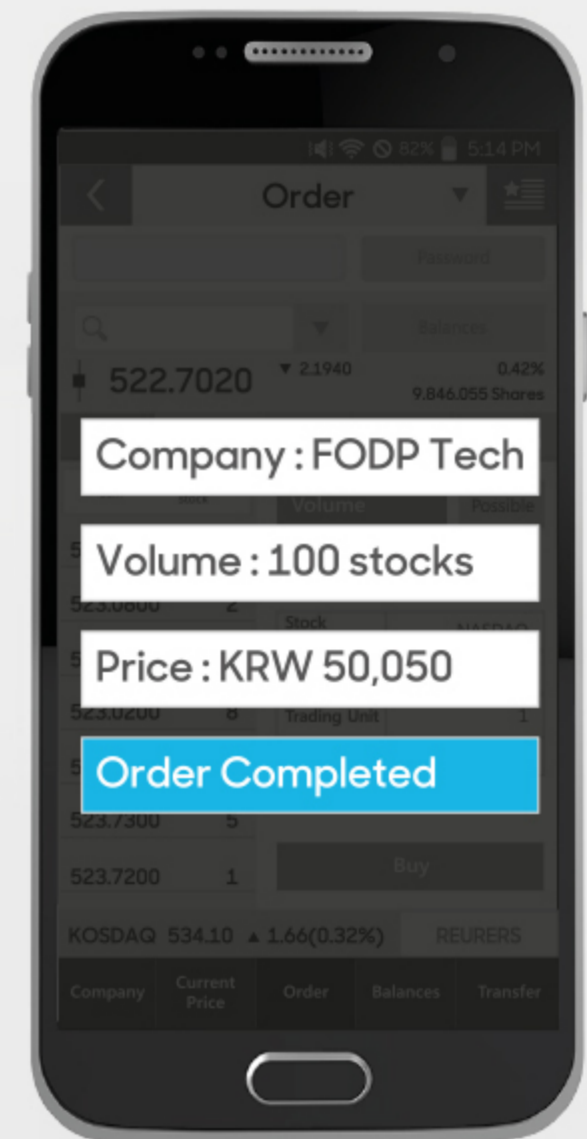 82% 5:14 PM
Order
Password
Balances
522.7020 ▼ 2.1940 0.42%
9.846.055 Shares
Company : FODP Tech
stock Volume Possible
Volume : 100 stocks
523.0800 2
Stock NASDAQ
Price : KRW 50,050
523.0200 8 Trading Unit 1
Order Completed
523.7300 5
523.7200 1 Buy
KOSDAQ 534.10 ▲ 1.66(0.32%) REURERS
Company Current Price Order Balances Transfer